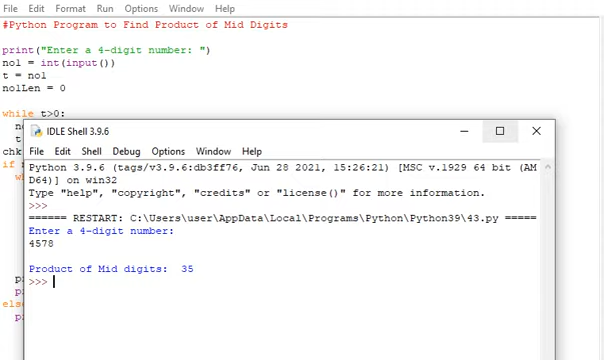 File Edit Format Run Options Window Help
#Python Program to Find Product of Mid Digits
print("Enter a 4-digit number: ")
no1 = int(input())
t = no1
no1Len = 0
while t>0:
IDLE Shell 3.9.6
t
File Edit Shell Debug Options Window Help
chk
if
Python 3.9.6 (tags/v3.9.6:db3ff76, Jun 28 2021, 15:26:21) [MSC v.1929 64 bit (AM
D64)] on win32
Type "help", "copyright", "credits" or "license()" for more information.
>>>
====== RESTART: C:\Users\user\AppData\Local\Programs\Python\Python39\43.py =====
Enter a 4-digit number:
4578
Product of Mid digits:  35
>>>